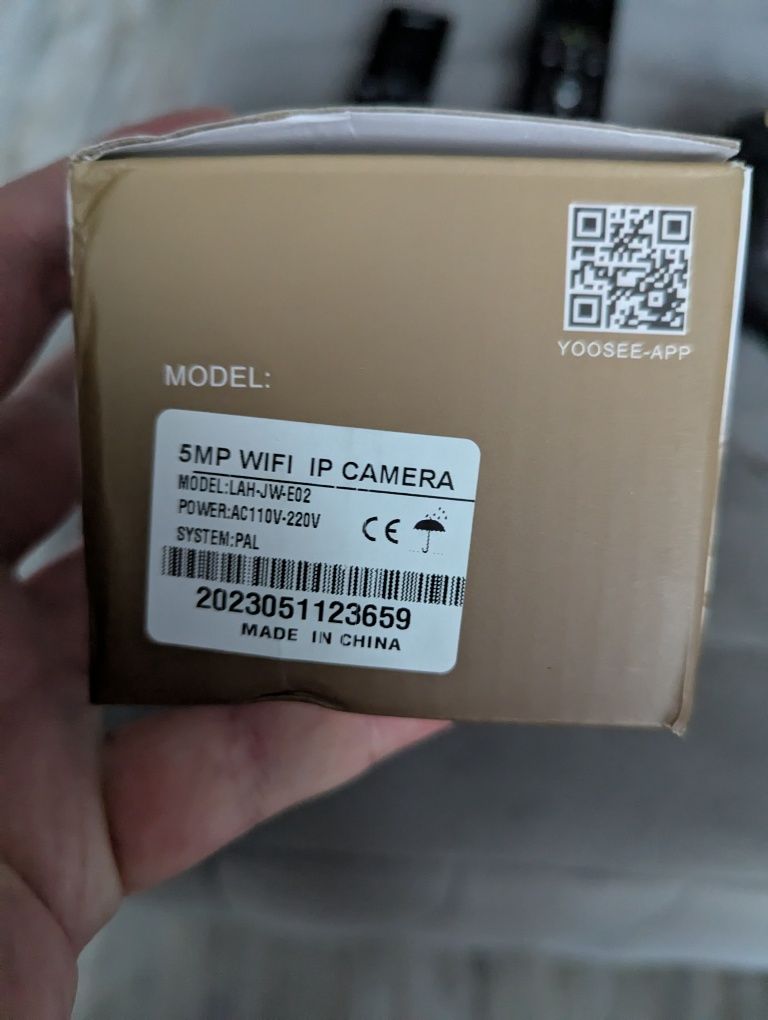 YOOSEE-APP
MODEL:
5MP WIFI IP CAMERA
MODEL:LAH-JW-E02
POWER:AC110V-220V
CE
SYSTEM:PAL
2023051123659
MADE IN CHINA